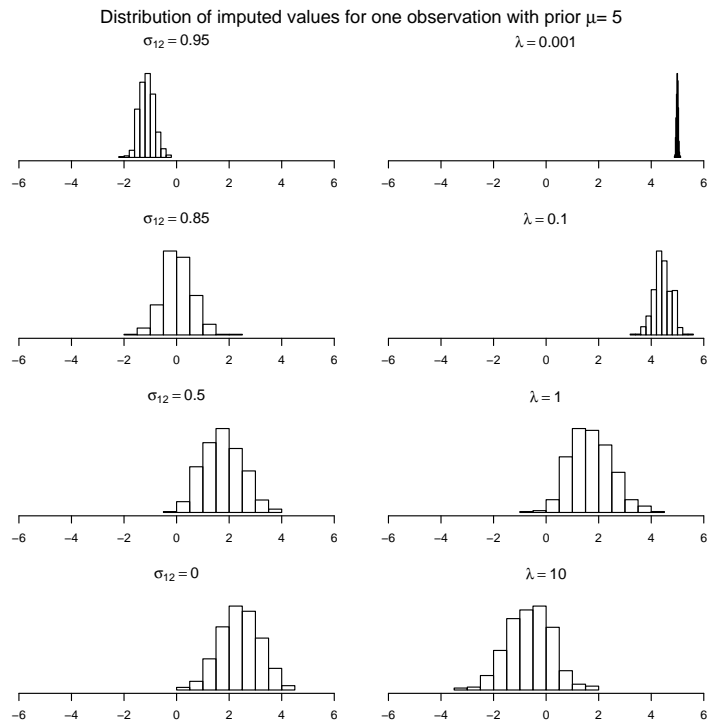 Distribution of imputed values for one observation with prior μ= 5
σ₁₂ = 0.95
−6 −4 −2 0 2 4 6
λ = 0.001
−6 −4 −2 0 2 4 6
σ₁₂ = 0.85
−6 −4 −2 0 2 4 6
λ = 0.1
−6 −4 −2 0 2 4 6
σ₁₂ = 0.5
−6 −4 −2 0 2 4 6
λ = 1
−6 −4 −2 0 2 4 6
σ₁₂ = 0
−6 −4 −2 0 2 4 6
λ = 10
−6 −4 −2 0 2 4 6